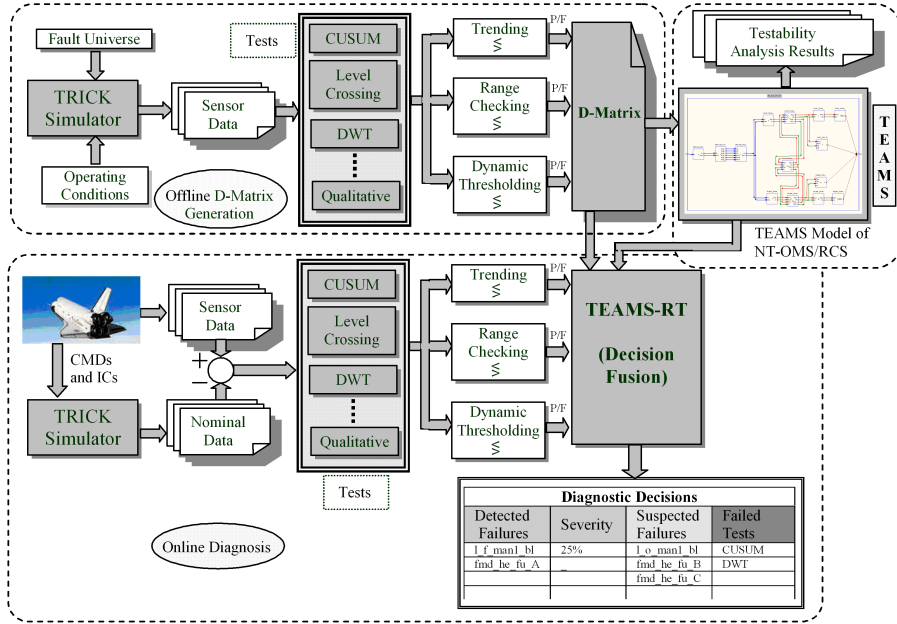 Fault Universe
TRICK
Simulator
Operating
Conditions
Sensor
Data
Offline D-Matrix
Generation
Tests
CUSUM
Level
Crossing
DWT
Qualitative
Trending
≶
Range
Checking
≶
Dynamic
Thresholding
≶
P/F
P/F
P/F
D-Matrix
Testability
Analysis Results
TEAMS
TEAMS Model of
NT-OMS/RCS
CMDs
and ICs
TRICK
Simulator
Sensor
Data
+
−
Nominal
Data
Online Diagnosis
CUSUM
Level
Crossing
DWT
Qualitative
Tests
Trending
≶
Range
Checking
≶
Dynamic
Thresholding
≶
P/F
P/F
P/F
TEAMS-RT
(Decision
Fusion)
Diagnostic Decisions
Detected Failures Severity Suspected Failures Failed Tests
l_f_man1_bl 25% l_o_man1_bl CUSUM
fmd_he_fu_A _ fmd_he_fu_B DWT
fmd_he_fu_C